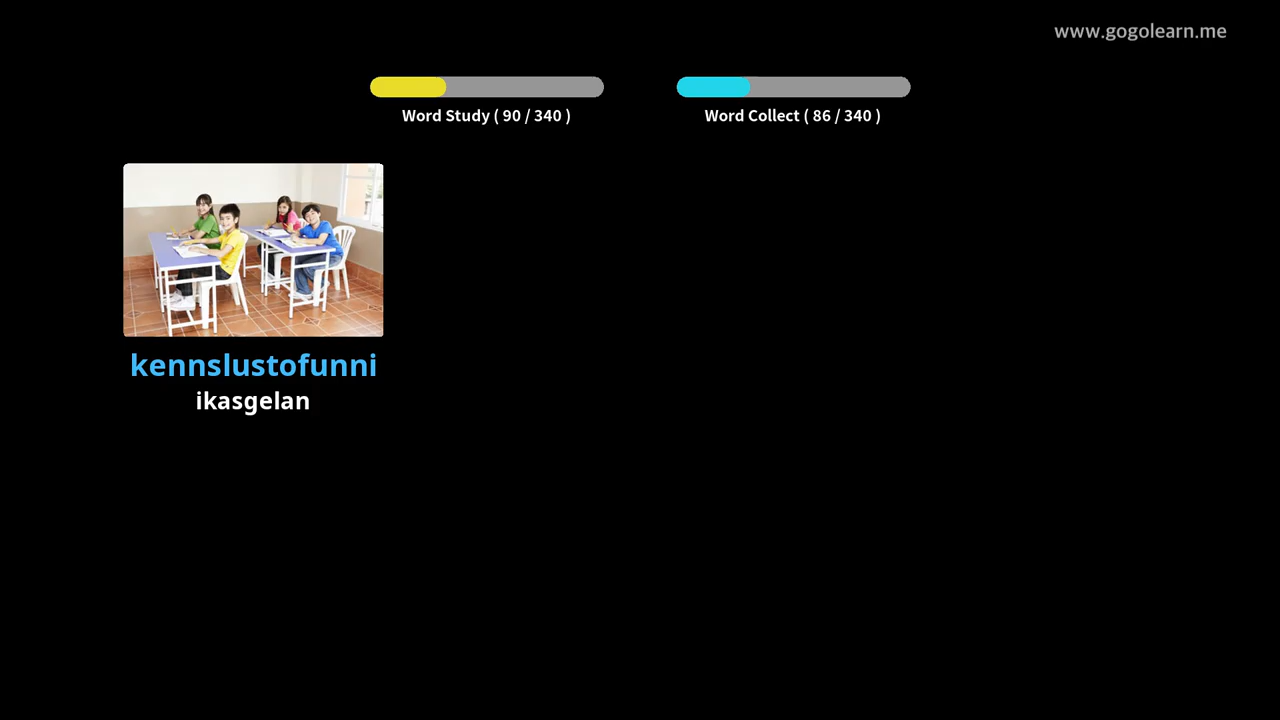 www.gogolearn.me
Word Study ( 90 / 340 )
Word Collect ( 86 / 340 )
kennslustofunni
ikasgelan